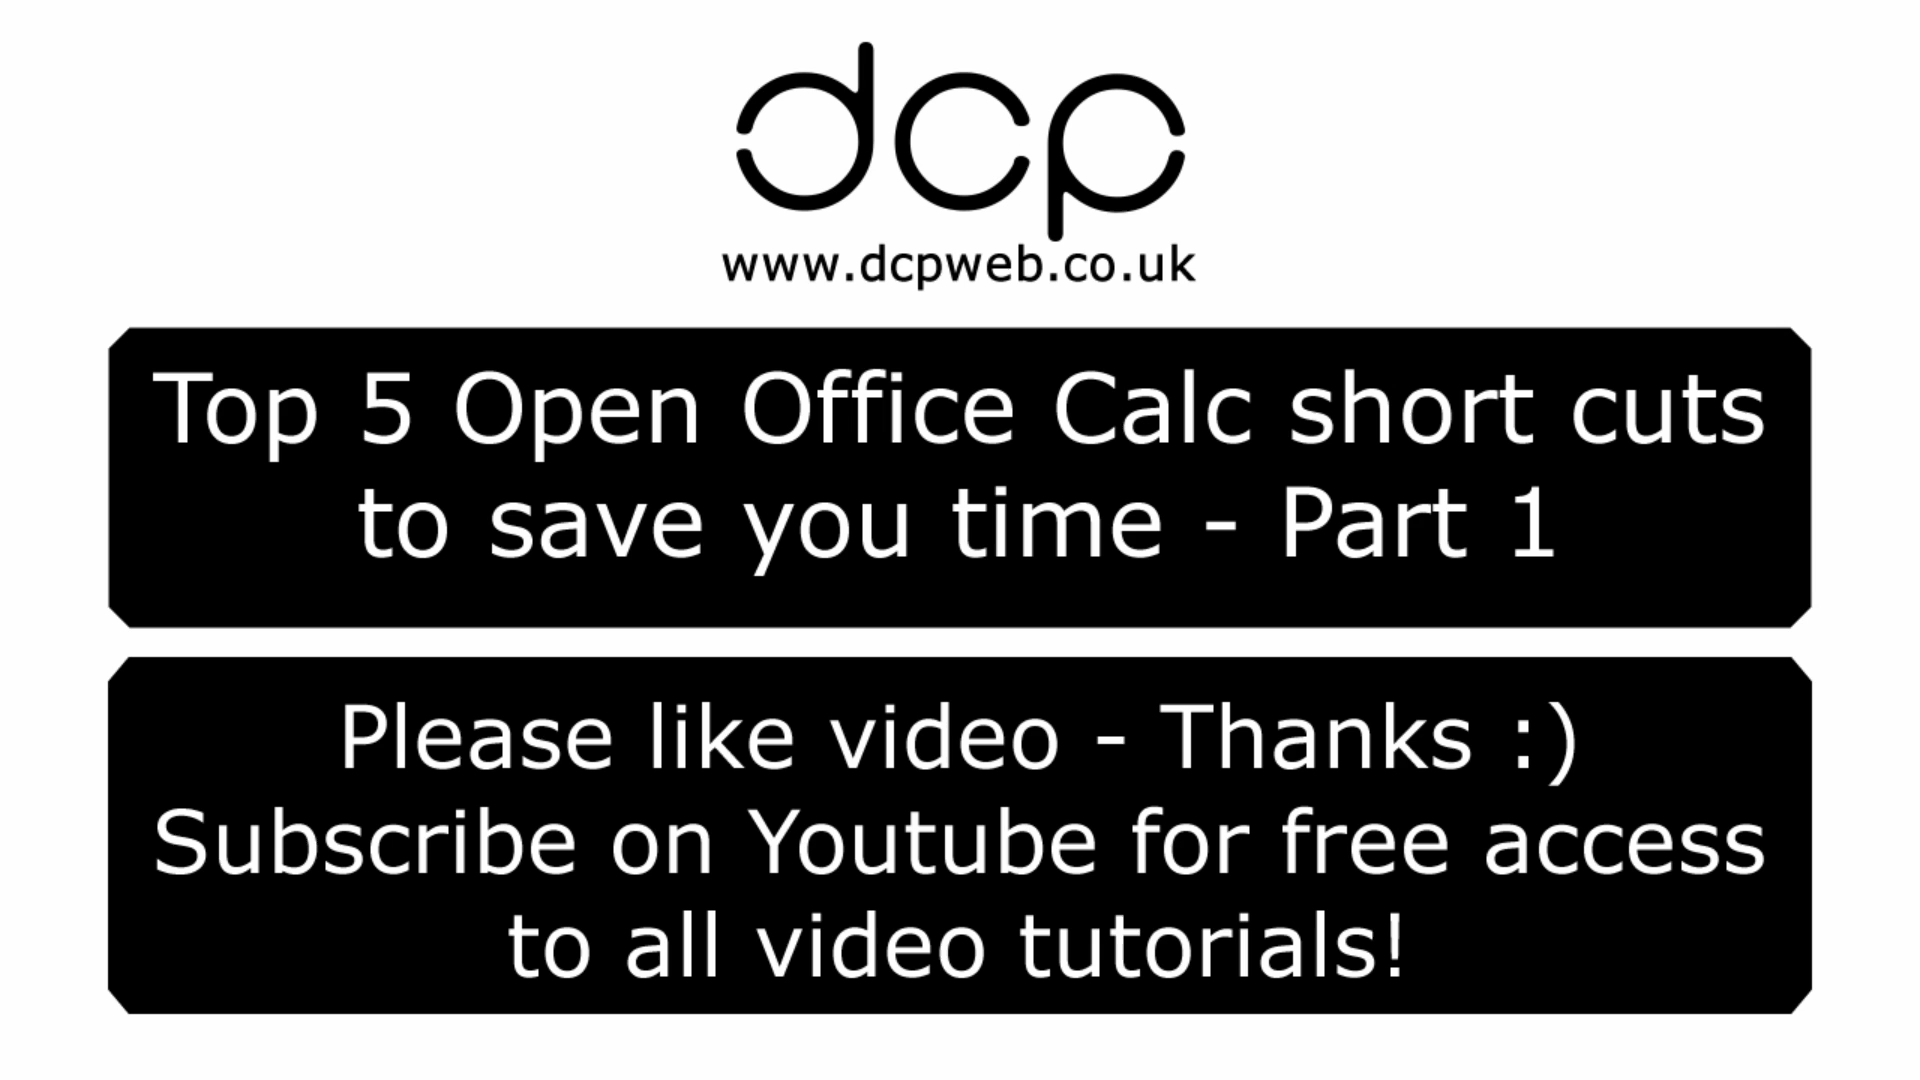 dcp
www.dcpweb.co.uk
Top 5 Open Office Calc short cuts
to save you time - Part 1
Please like video - Thanks :)
Subscribe on Youtube for free access
to all video tutorials!